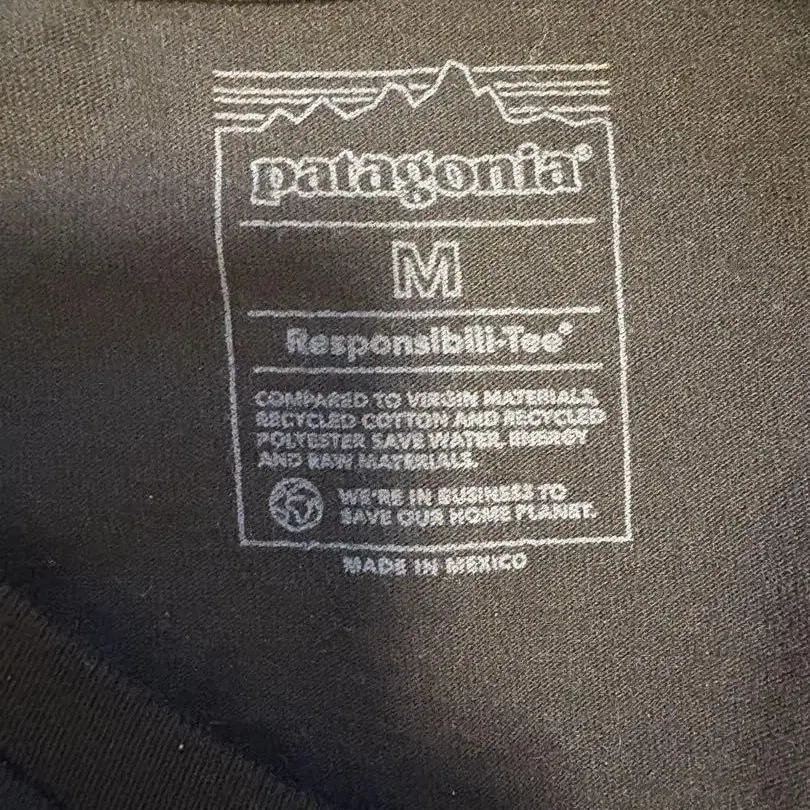 patagonia®
M
Responsibili-Tee®
COMPARED TO VIRGIN MATERIALS,
RECYCLED COTTON AND RECYCLED
POLYESTER SAVE WATER, ENERGY
AND RAW MATERIALS.
WE'RE IN BUSINESS TO
SAVE OUR HOME PLANET.
MADE IN MEXICO